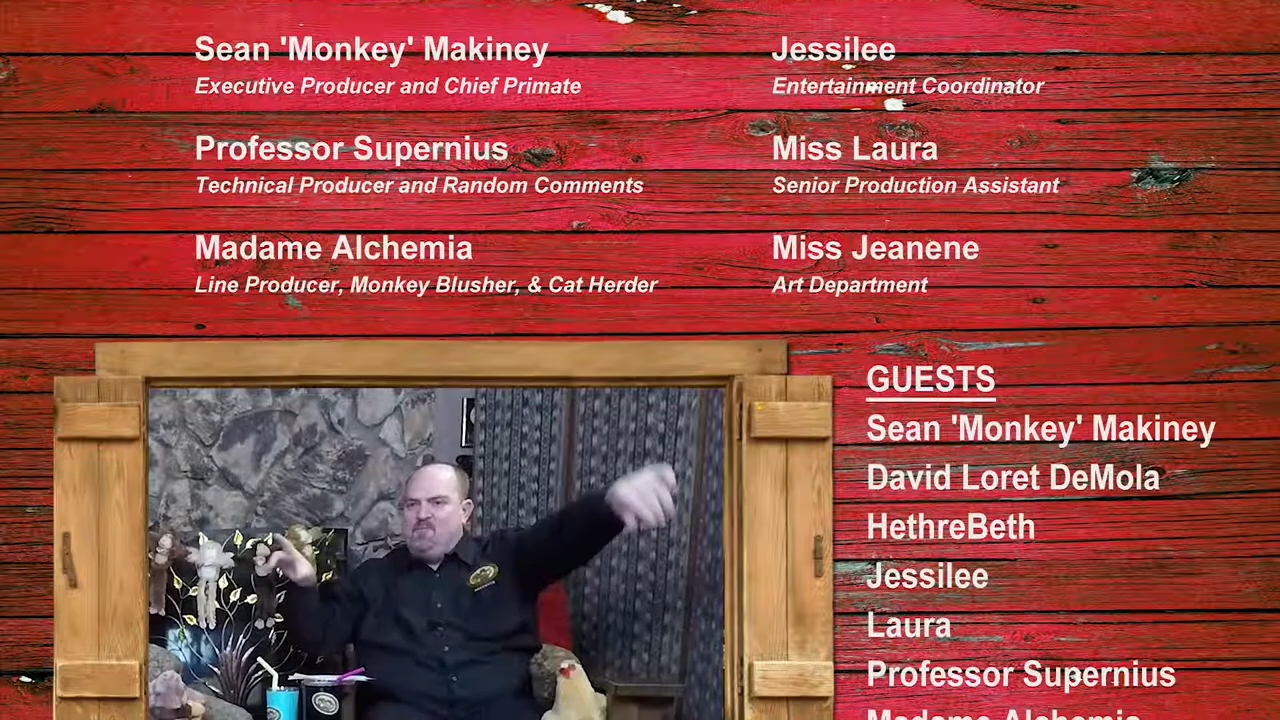 Sean 'Monkey' Makiney
Executive Producer and Chief Primate
Professor Supernius
Technical Producer and Random Comments
Madame Alchemia
Line Producer, Monkey Blusher, & Cat Herder
Jessilee
Entertainment Coordinator
Miss Laura
Senior Production Assistant
Miss Jeanene
Art Department
GUESTS
Sean 'Monkey' Makiney
David Loret DeMola
HethreBeth
Jessilee
Laura
Professor Supernius
Madame Alchemia